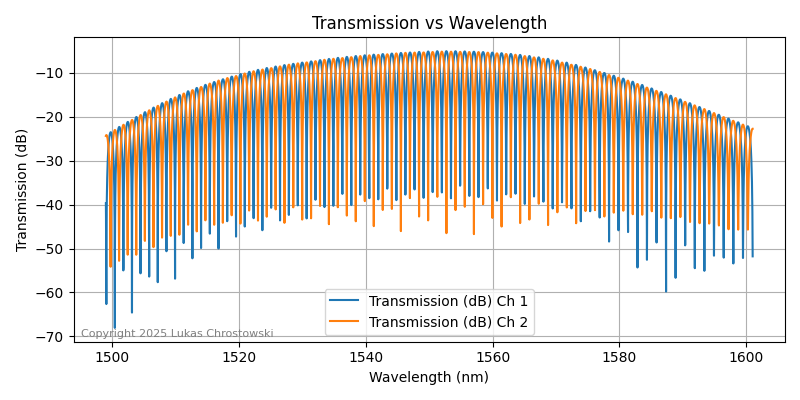 Transmission vs Wavelength
Transmission (dB)
−10
−20
−30
−40
−50
−60
−70
Transmission (dB) Ch 1
Transmission (dB) Ch 2
Copyright 2025 Lukas Chrostowski
1500
1520
1540
1560
1580
1600
Wavelength (nm)